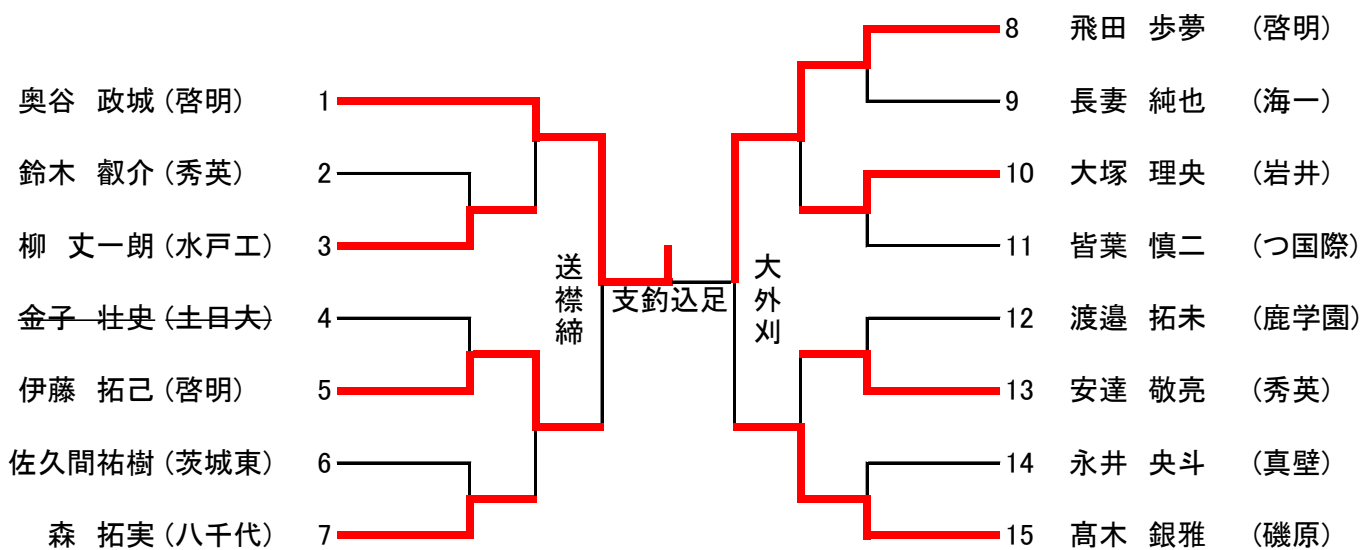 奥谷 政城 (啓明) 1
鈴木 叡介 (秀英) 2
柳 丈一朗 (水戸工) 3
金子 壮史 (土日大) 4
伊藤 拓己 (啓明) 5
佐久間祐樹 (茨城東) 6
森 拓実 (八千代) 7
送襟締
支釣込足
大外刈
8 飛田 歩夢 (啓明)
9 長妻 純也 (海一)
10 大塚 理央 (岩井)
11 皆葉 慎二 (つ国際)
12 渡邉 拓未 (鹿学園)
13 安達 敬亮 (秀英)
14 永井 央斗 (真壁)
15 髙木 銀雅 (磯原)